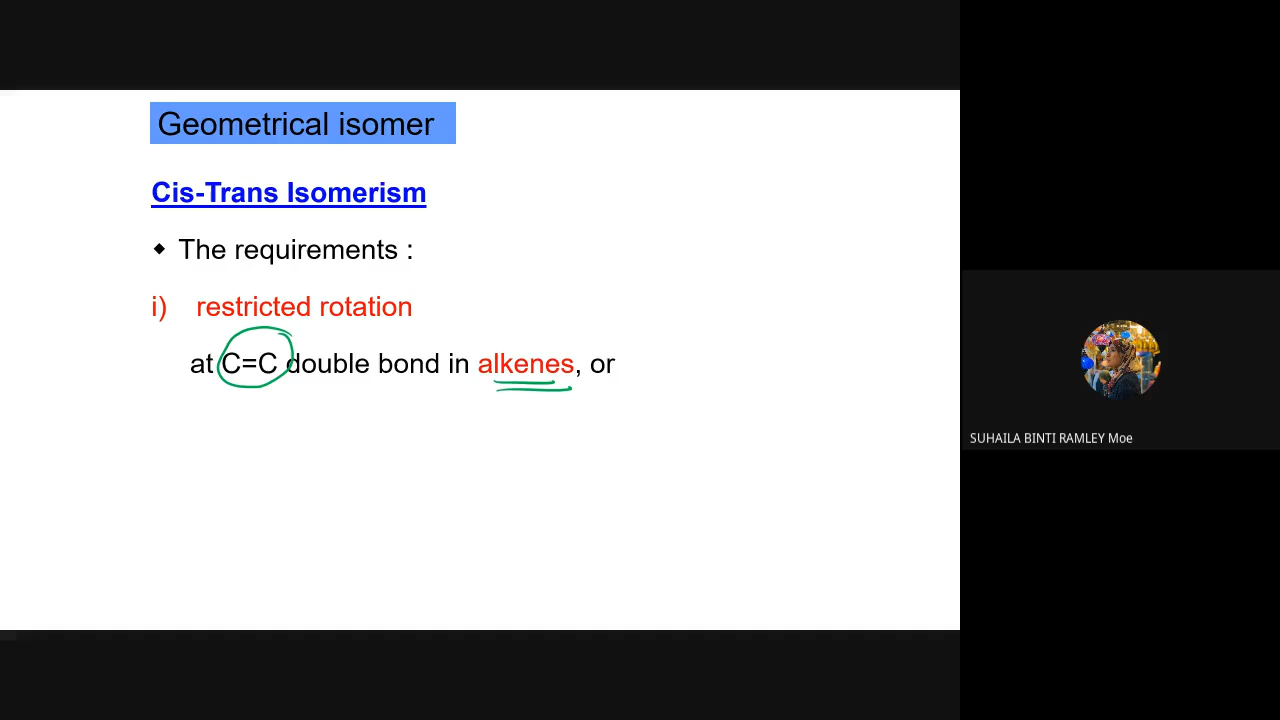 Geometrical isomer
Cis-Trans Isomerism
◆ The requirements :
i) restricted rotation
at C=C double bond in alkenes, or
SUHAILA BINTI RAMLEY Moe